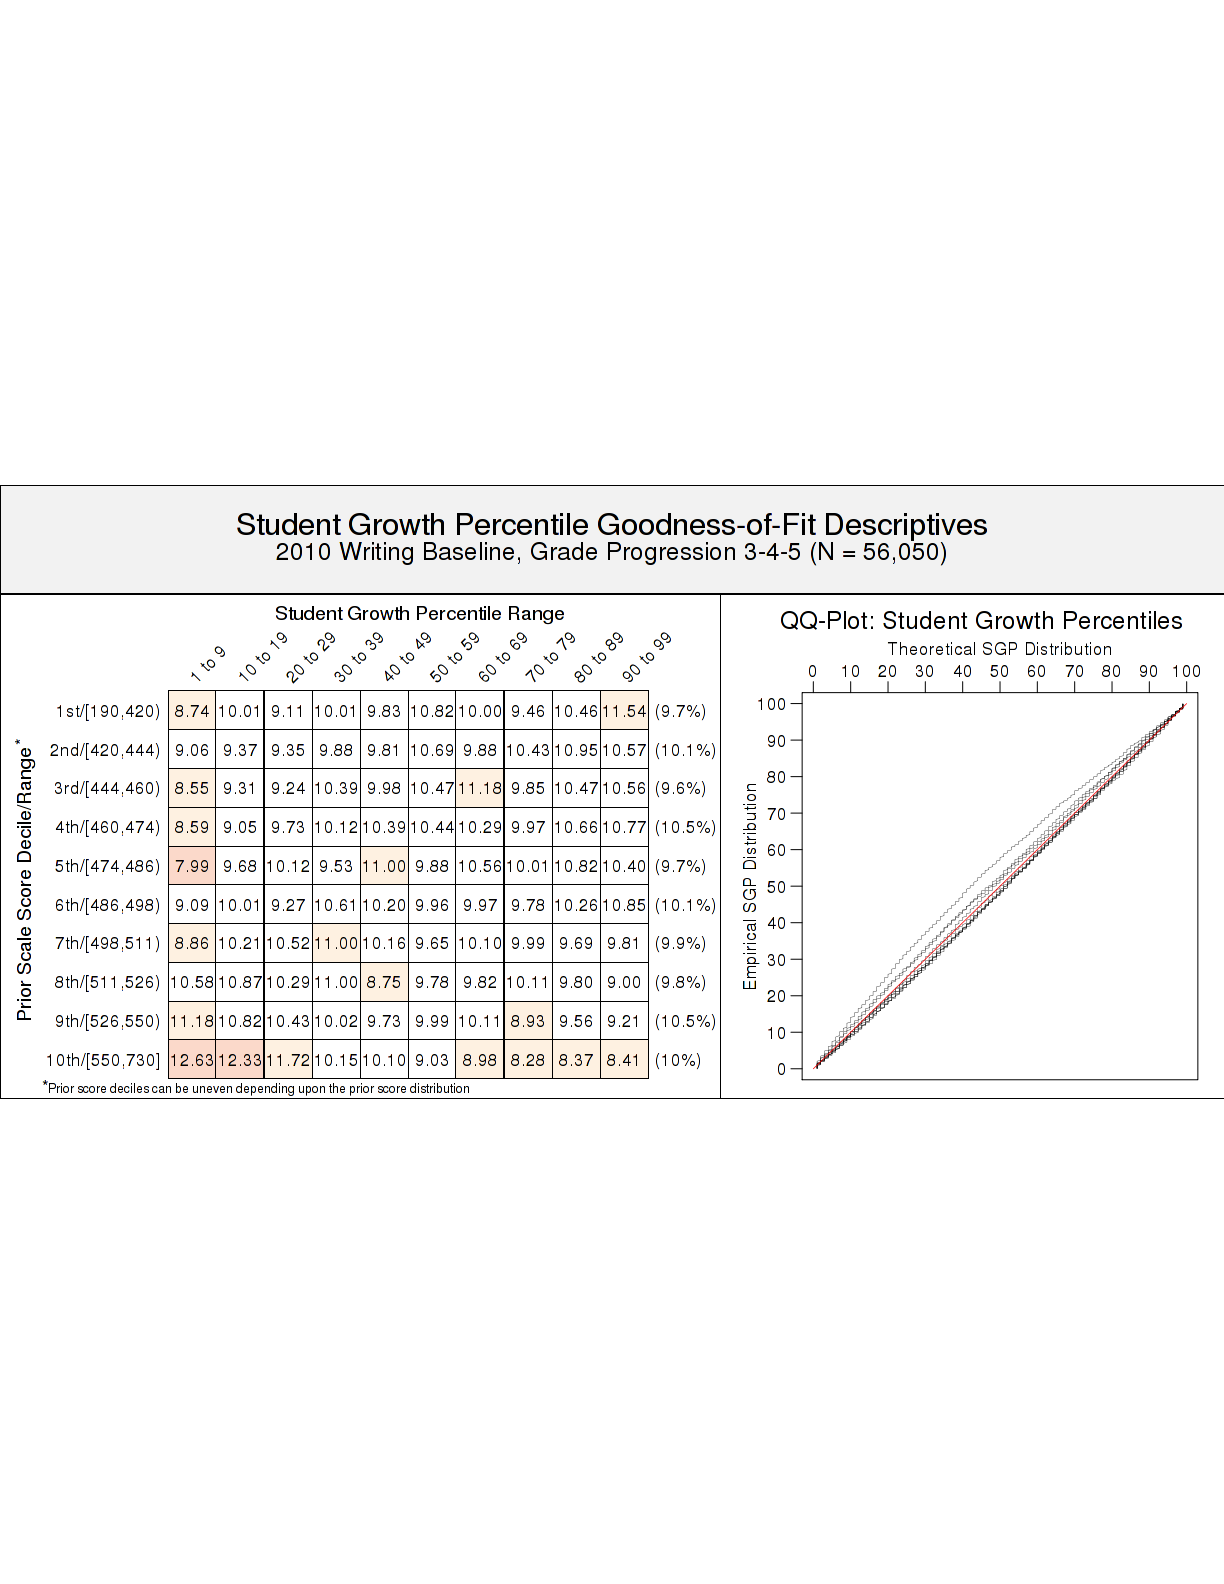 Student Growth Percentile Goodness-of-Fit Descriptives
2010 Writing Baseline, Grade Progression 3-4-5 (N = 56,050)
Student Growth Percentile Range
1 to 9 10 to 19 20 to 29 30 to 39 40 to 49 50 to 59 60 to 69 70 to 79 80 to 89 90 to 99
Prior Scale Score Decile/Range*
1st/[190,420) 8.74 10.01 9.11 10.01 9.83 10.82 10.00 9.46 10.46 11.54 (9.7%)
2nd/[420,444) 9.06 9.37 9.35 9.88 9.81 10.69 9.88 10.43 10.95 10.57 (10.1%)
3rd/[444,460) 8.55 9.31 9.24 10.39 9.98 10.47 11.18 9.85 10.47 10.56 (9.6%)
4th/[460,474) 8.59 9.05 9.73 10.12 10.39 10.44 10.29 9.97 10.66 10.77 (10.5%)
5th/[474,486) 7.99 9.68 10.12 9.53 11.00 9.88 10.56 10.01 10.82 10.40 (9.7%)
6th/[486,498) 9.09 10.01 9.27 10.61 10.20 9.96 9.97 9.78 10.26 10.85 (10.1%)
7th/[498,511) 8.86 10.21 10.52 11.00 10.16 9.65 10.10 9.99 9.69 9.81 (9.9%)
8th/[511,526) 10.58 10.87 10.29 11.00 8.75 9.78 9.82 10.11 9.80 9.00 (9.8%)
9th/[526,550) 11.18 10.82 10.43 10.02 9.73 9.99 10.11 8.93 9.56 9.21 (10.5%)
10th/[550,730] 12.63 12.33 11.72 10.15 10.10 9.03 8.98 8.28 8.37 8.41 (10%)
*Prior score deciles can be uneven depending upon the prior score distribution
QQ-Plot: Student Growth Percentiles
Theoretical SGP Distribution
0 10 20 30 40 50 60 70 80 90 100
Empirical SGP Distribution
100
90
80
70
60
50
40
30
20
10
0